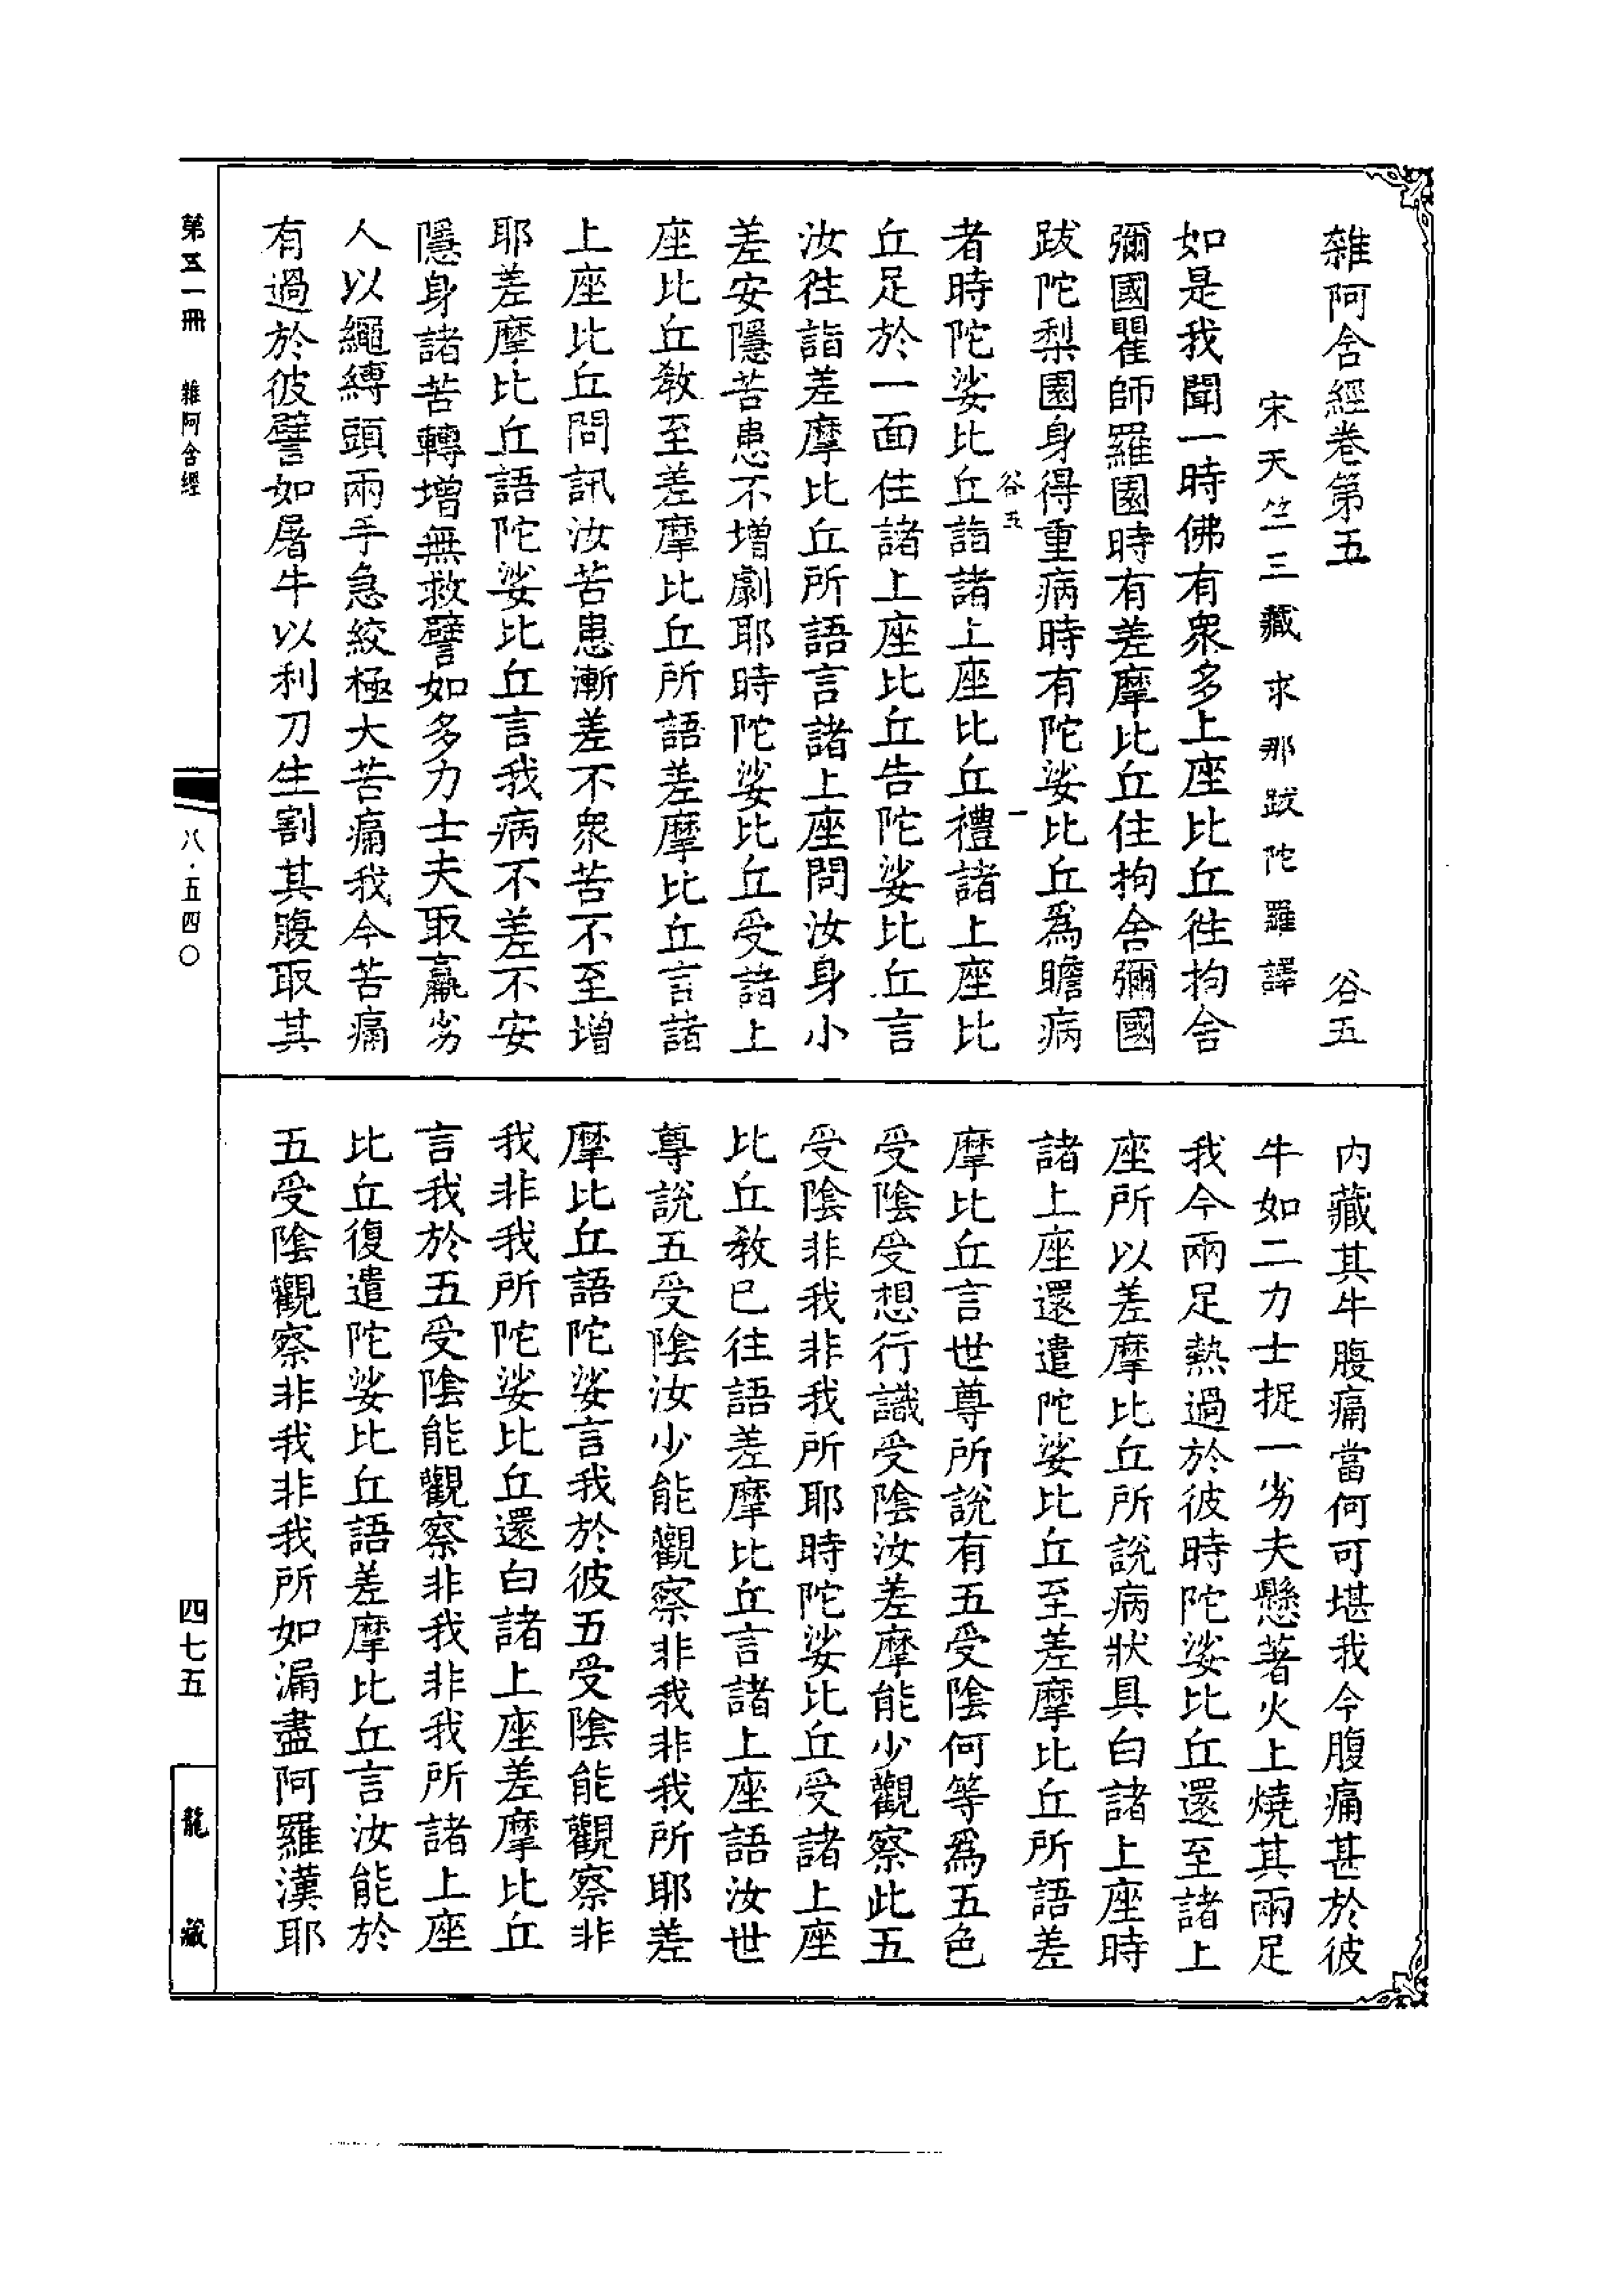 雜阿含經卷第五　谷五
宋天竺三藏求那跋陀羅譯
如是我聞一時佛有衆多上座比丘徃拘舍
彌國瞿師羅園時有差摩比丘住拘舍彌國
跋陀梨園身得重病時有陀娑比丘爲瞻病
谷五　一
者時陀娑比丘詣諸上座比丘禮諸上座比
丘足於一面住諸上座比丘告陀娑比丘言
汝徃詣差摩比丘所語言諸上座問汝身小
差安隱苦患不增劇耶時陀娑比丘受諸上
座比丘敎至差摩比丘所語差摩比丘言諸
上座比丘問訊汝苦患漸差不衆苦不至增
耶差摩比丘語陀娑比丘言我病不差不安
隱身諸苦轉增無救譬如多力士夫取羸劣
人以繩縛頭兩手急絞極大苦痛我今苦痛
有過於彼譬如屠牛以利刀生割其腹取其
內藏其牛腹痛當何可堪我今腹痛甚於彼
牛如二力士捉一劣夫懸著火上燒其兩足
我今兩足熱過於彼時陀娑比丘還至諸上
座所以差摩比丘所說病狀具白諸上座時
諸上座還遣陀娑比丘至差摩比丘所語差
摩比丘言世尊所說有五受陰何等爲五色
受陰受想行識受陰汝差摩能少觀察此五
受陰非我非我所耶時陀娑比丘受諸上座
比丘敎已往語差摩比丘言諸上座語汝世
尊說五受陰汝少能觀察非我非我所耶差
摩比丘語陀娑言我於彼五受陰能觀察非
我非我所陀娑比丘還白諸上座差摩比丘
言我於五受陰能觀察非我非我所諸上座
比丘復遣陀娑比丘語差摩比丘言汝能於
五受陰觀察非我非我所如漏盡阿羅漢耶
第五一冊　雜阿含經　八·五四〇　四七五　龍藏